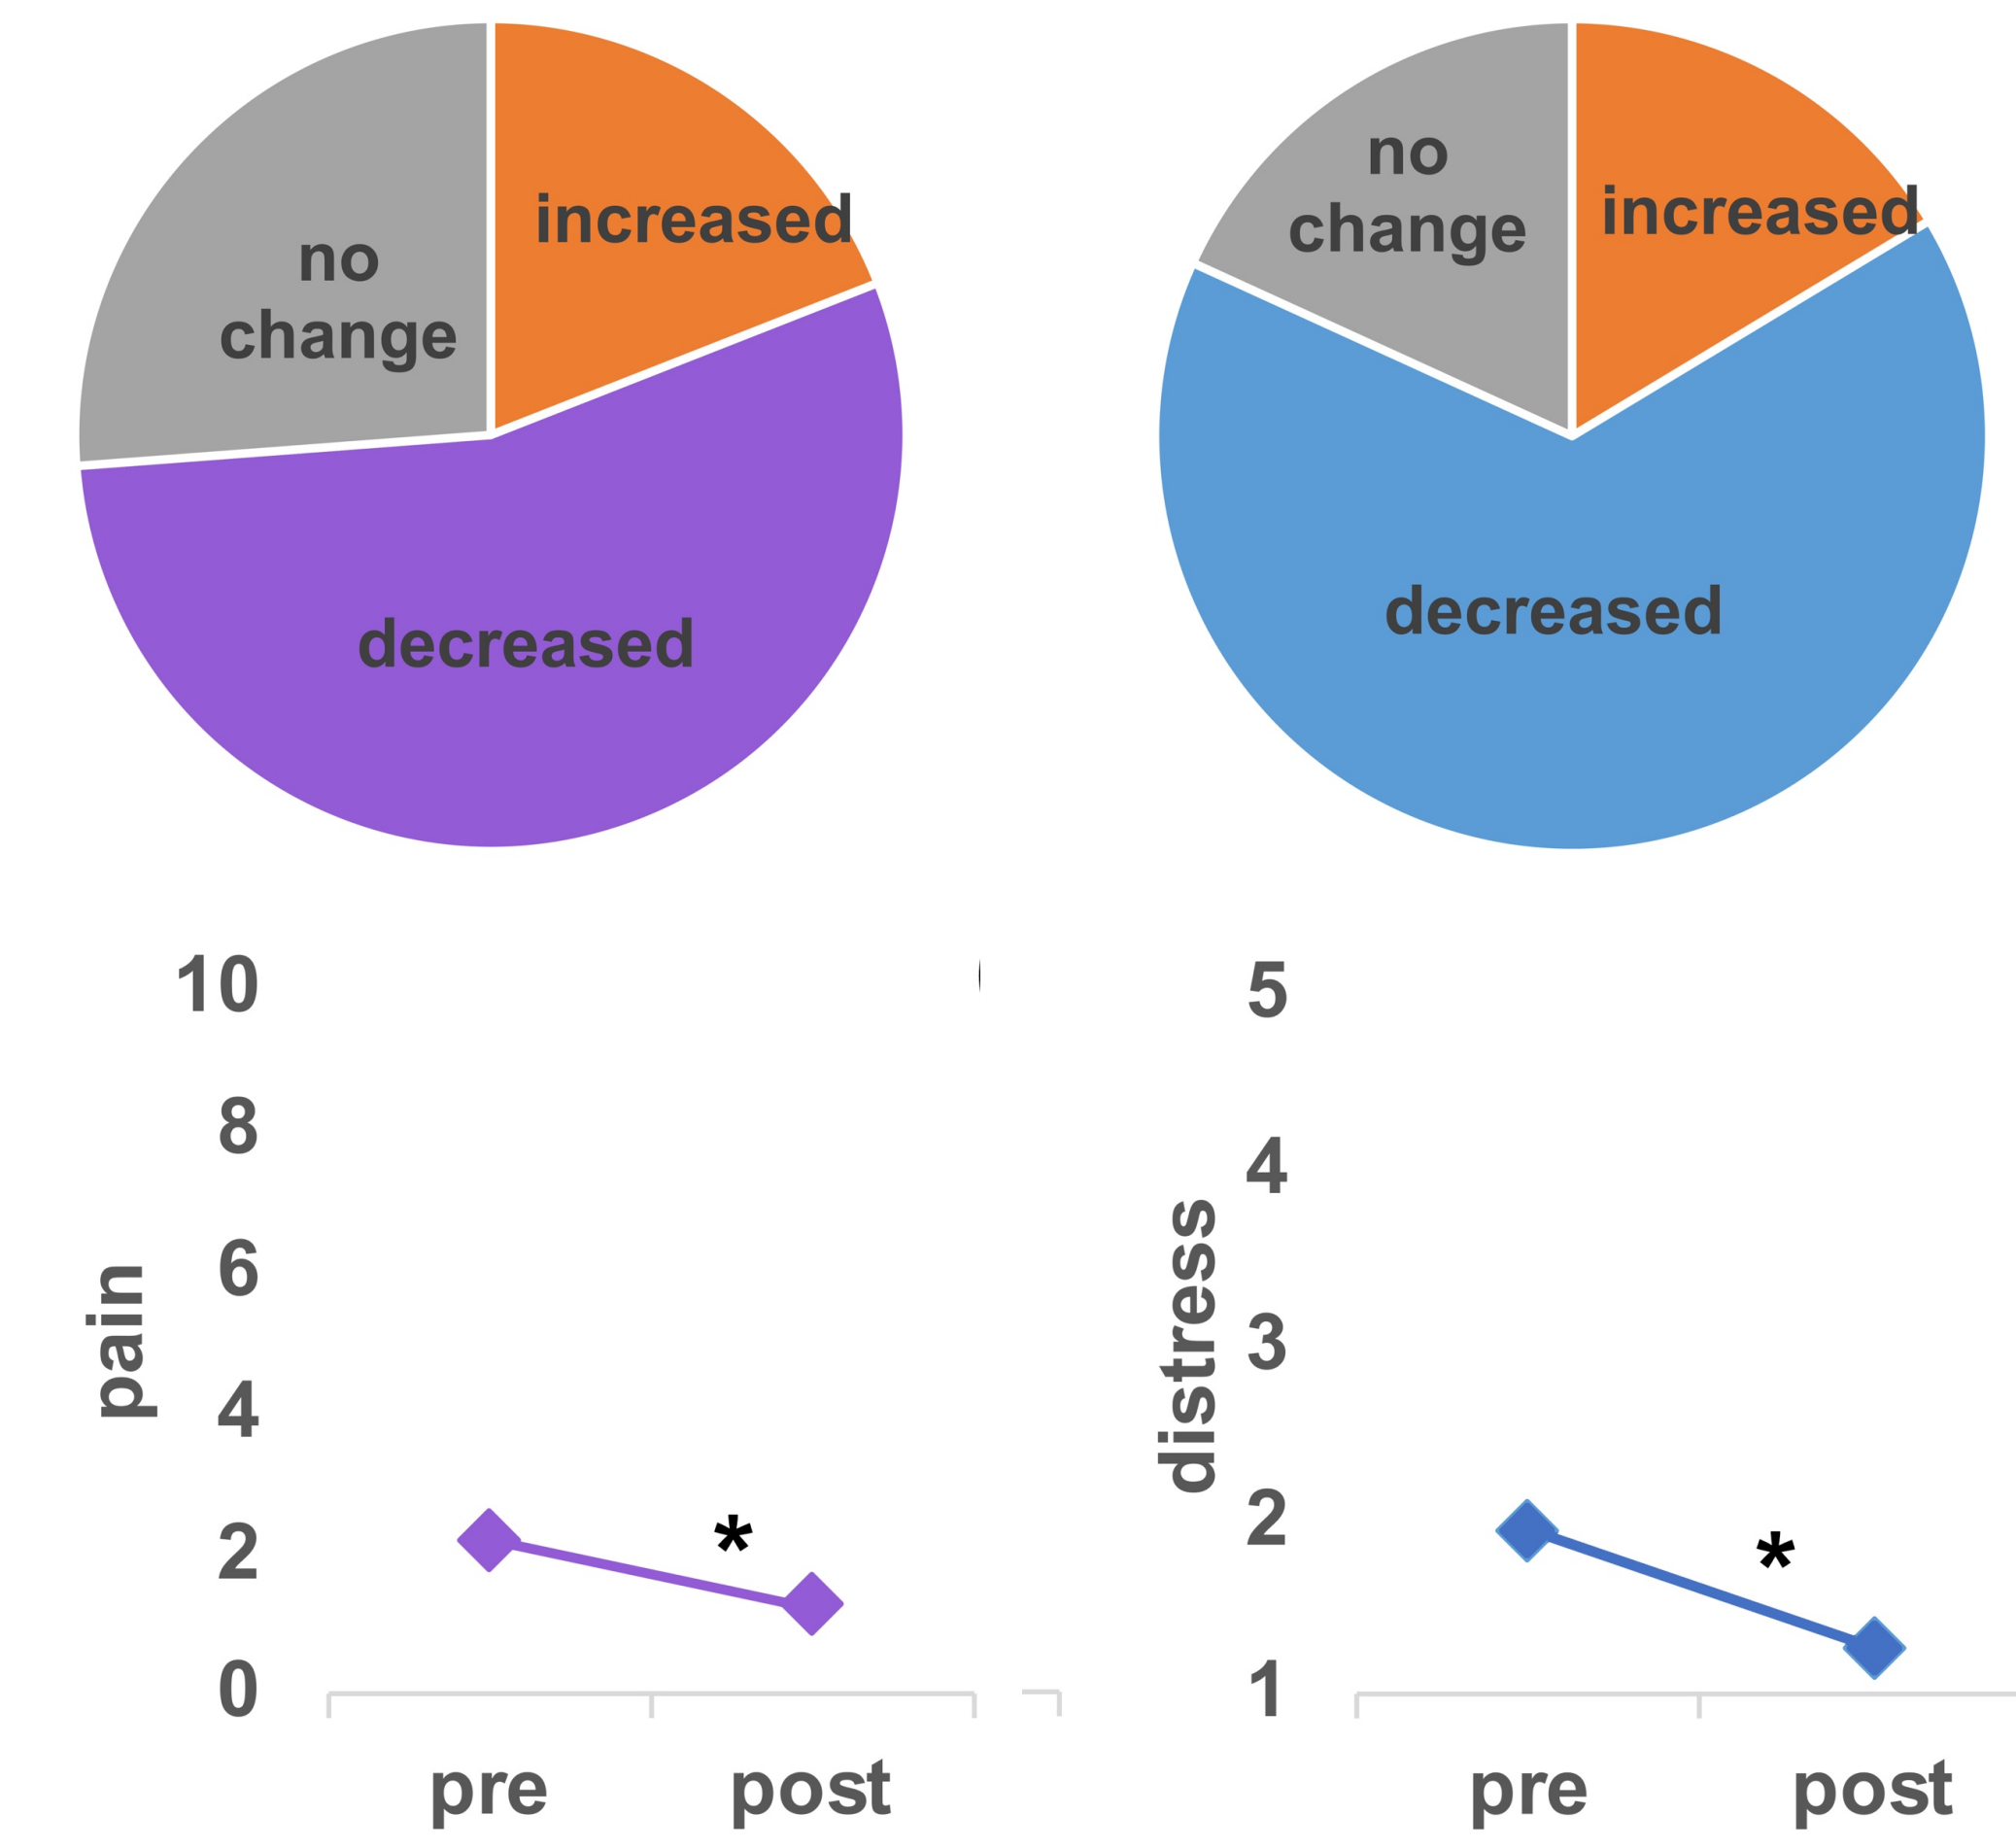 no
change
increased
decreased
no
change
increased
decreased
10
8
6
4
2
0
pain
*
pre
post
5
4
3
2
1
distress
*
pre
post